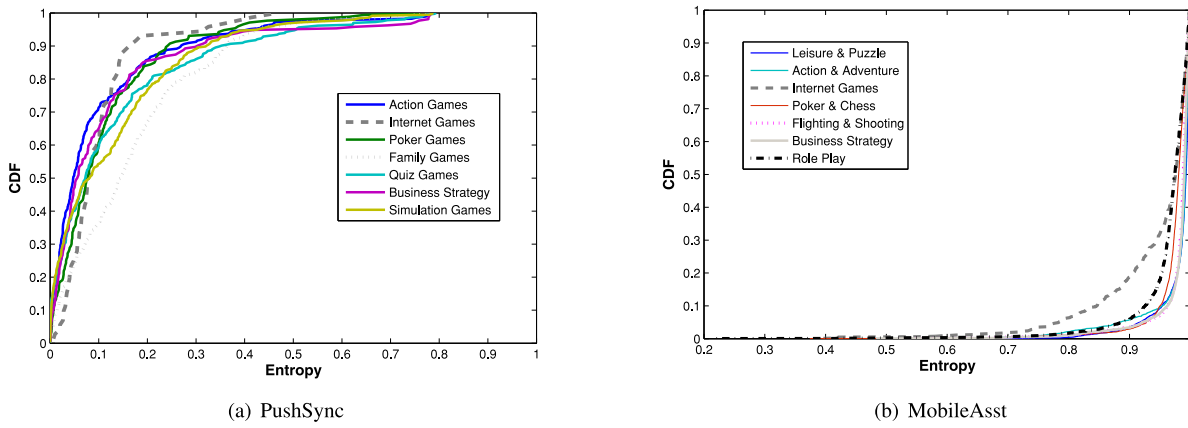 1
0.9
0.8
0.7
0.6
0.5
0.4
0.3
0.2
0.1
0
CDF
0 0.1 0.2 0.3 0.4 0.5 0.6 0.7 0.8 0.9 1
Entropy
Action Games
Internet Games
Poker Games
Family Games
Quiz Games
Business Strategy
Simulation Games
(a) PushSync
1
0.9
0.8
0.7
0.6
0.5
0.4
0.3
0.2
0.1
0
CDF
0.2 0.3 0.4 0.5 0.6 0.7 0.8 0.9
Entropy
Leisure & Puzzle
Action & Adventure
Internet Games
Poker & Chess
Flighting & Shooting
Business Strategy
Role Play
(b) MobileAsst